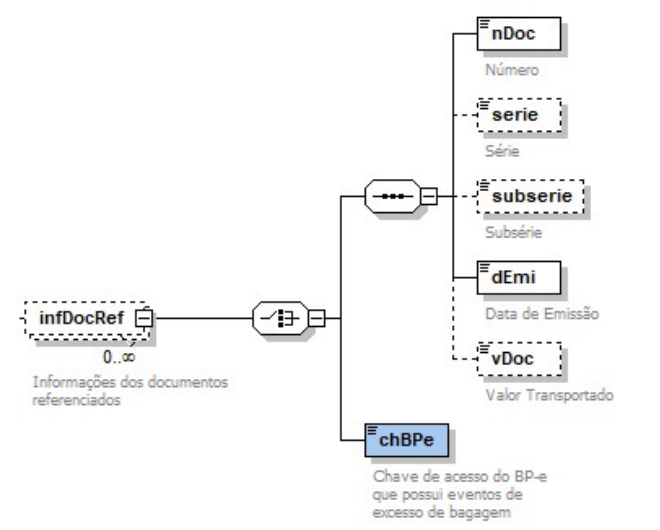 nDoc
Número
serie
Série
subserie
Subsérie
dEmi
Data de Emissão
vDoc
Valor Transportado
infDocRef
0..∞
Informações dos documentos
referenciados
chBPe
Chave de acesso do BP-e
que possui eventos de
excesso de bagagem